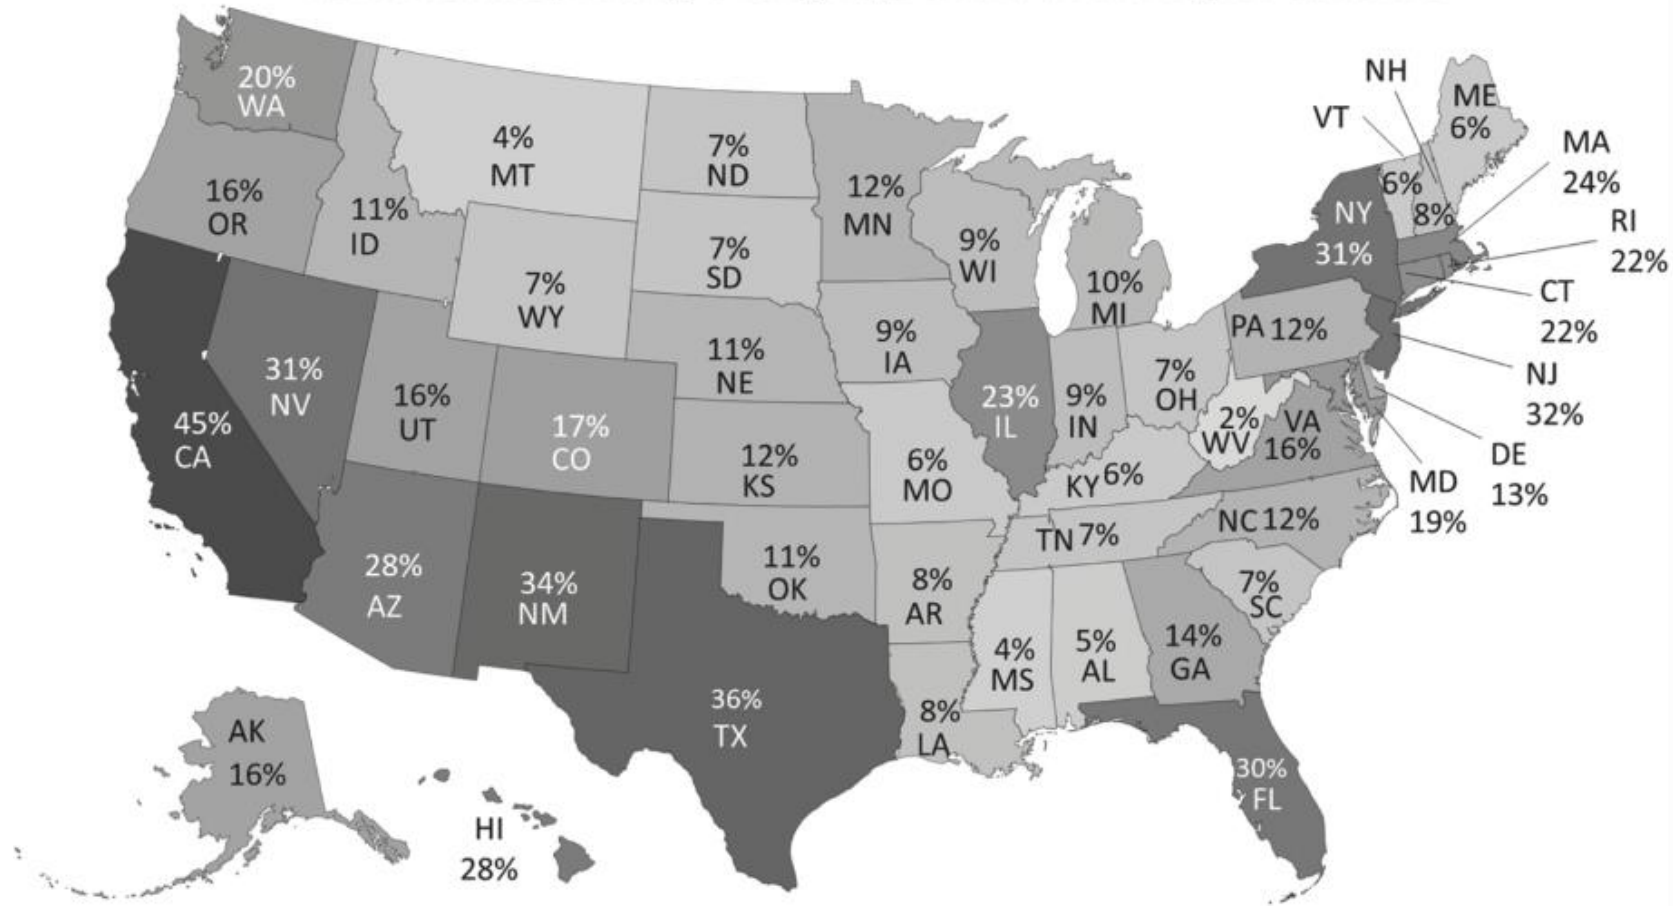 20%
WA
16%
OR
11%
ID
4%
MT
7%
ND
7%
SD
7%
WY
12%
MN
9%
WI
10%
MI
NH
VT
ME
6%
MA
24%
RI
22%
6%
8%
NY
31%
CT
22%
NJ
32%
DE
13%
MD
19%
PA 12%
45%
CA
31%
NV
16%
UT
17%
CO
11%
NE
9%
IA
12%
KS
23%
IL
9%
IN
7%
OH
2%
WV
VA
16%
6%
MO
KY 6%
TN 7%
NC 12%
7%
SC
28%
AZ
34%
NM
11%
OK
8%
AR
36%
TX
8%
LA
4%
MS
5%
AL
14%
GA
30%
FL
AK
16%
HI
28%